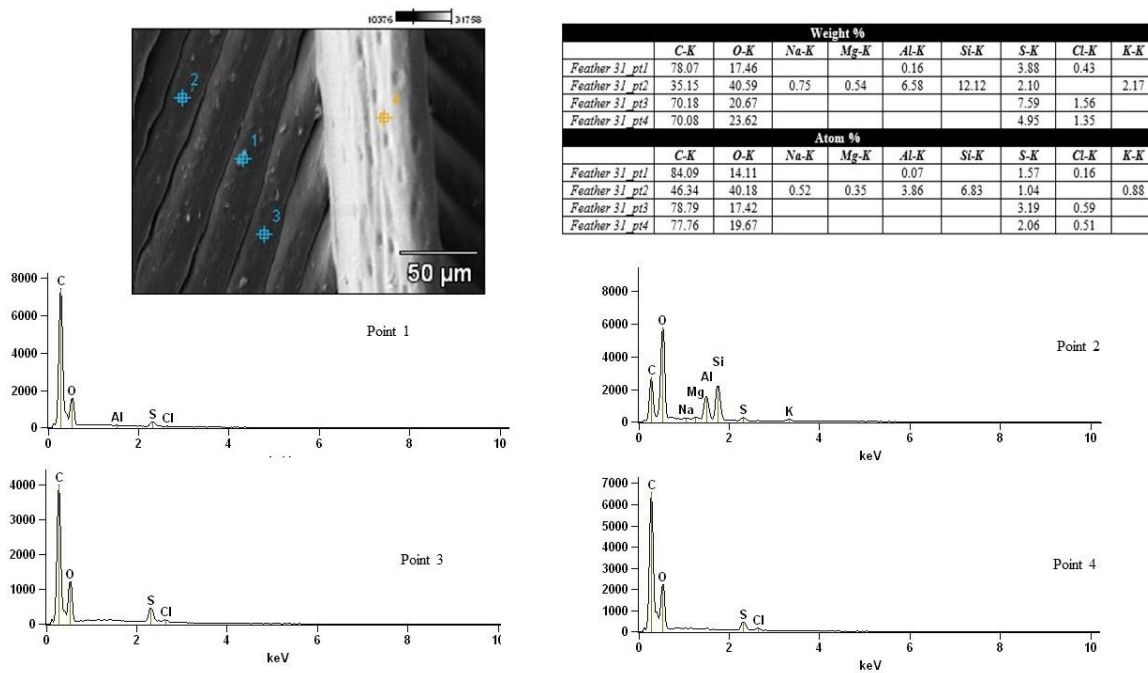 10376 31758
2
4
1
3
50 µm
Weight %
C-K O-K Na-K Mg-K Al-K Si-K S-K Cl-K K-K
Feather 31_pt1 78.07 17.46 0.16 3.88 0.43
Feather 31_pt2 35.15 40.59 0.75 0.54 6.58 12.12 2.10 2.17
Feather 31_pt3 70.18 20.67 7.59 1.56
Feather 31_pt4 70.08 23.62 4.95 1.35
Atom %
C-K O-K Na-K Mg-K Al-K Si-K S-K Cl-K K-K
Feather 31_pt1 84.09 14.11 0.07 1.57 0.16
Feather 31_pt2 46.34 40.18 0.52 0.35 3.86 6.83 1.04 0.88
Feather 31_pt3 78.79 17.42 3.19 0.59
Feather 31_pt4 77.76 19.67 2.06 0.51
8000
6000
4000
2000
0
C
O
Al
S
Cl
Point 1
0 2 4 6 8 10
8000
6000
4000
2000
0
C
O
Na
Mg
Al
Si
S
K
Point 2
0 2 4 6 8 10
keV
4000
3000
2000
1000
0
C
O
S
Cl
Point 3
0 2 4 6 8 10
keV
7000
6000
5000
4000
3000
2000
1000
0
C
O
S
Cl
Point 4
0 2 4 6 8 10
keV